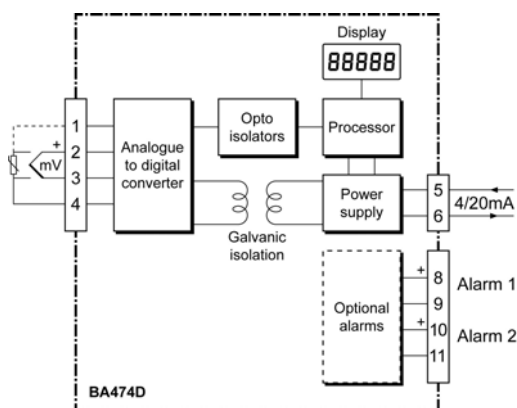 Display
88888
1
2
3
4
+
mV
Analogue
to digital
converter
Opto
isolators
Processor
Galvanic
isolation
Power
supply
5
6
4/20mA
Optional
alarms
+
8
9
+
10
11
Alarm 1
Alarm 2
BA474D